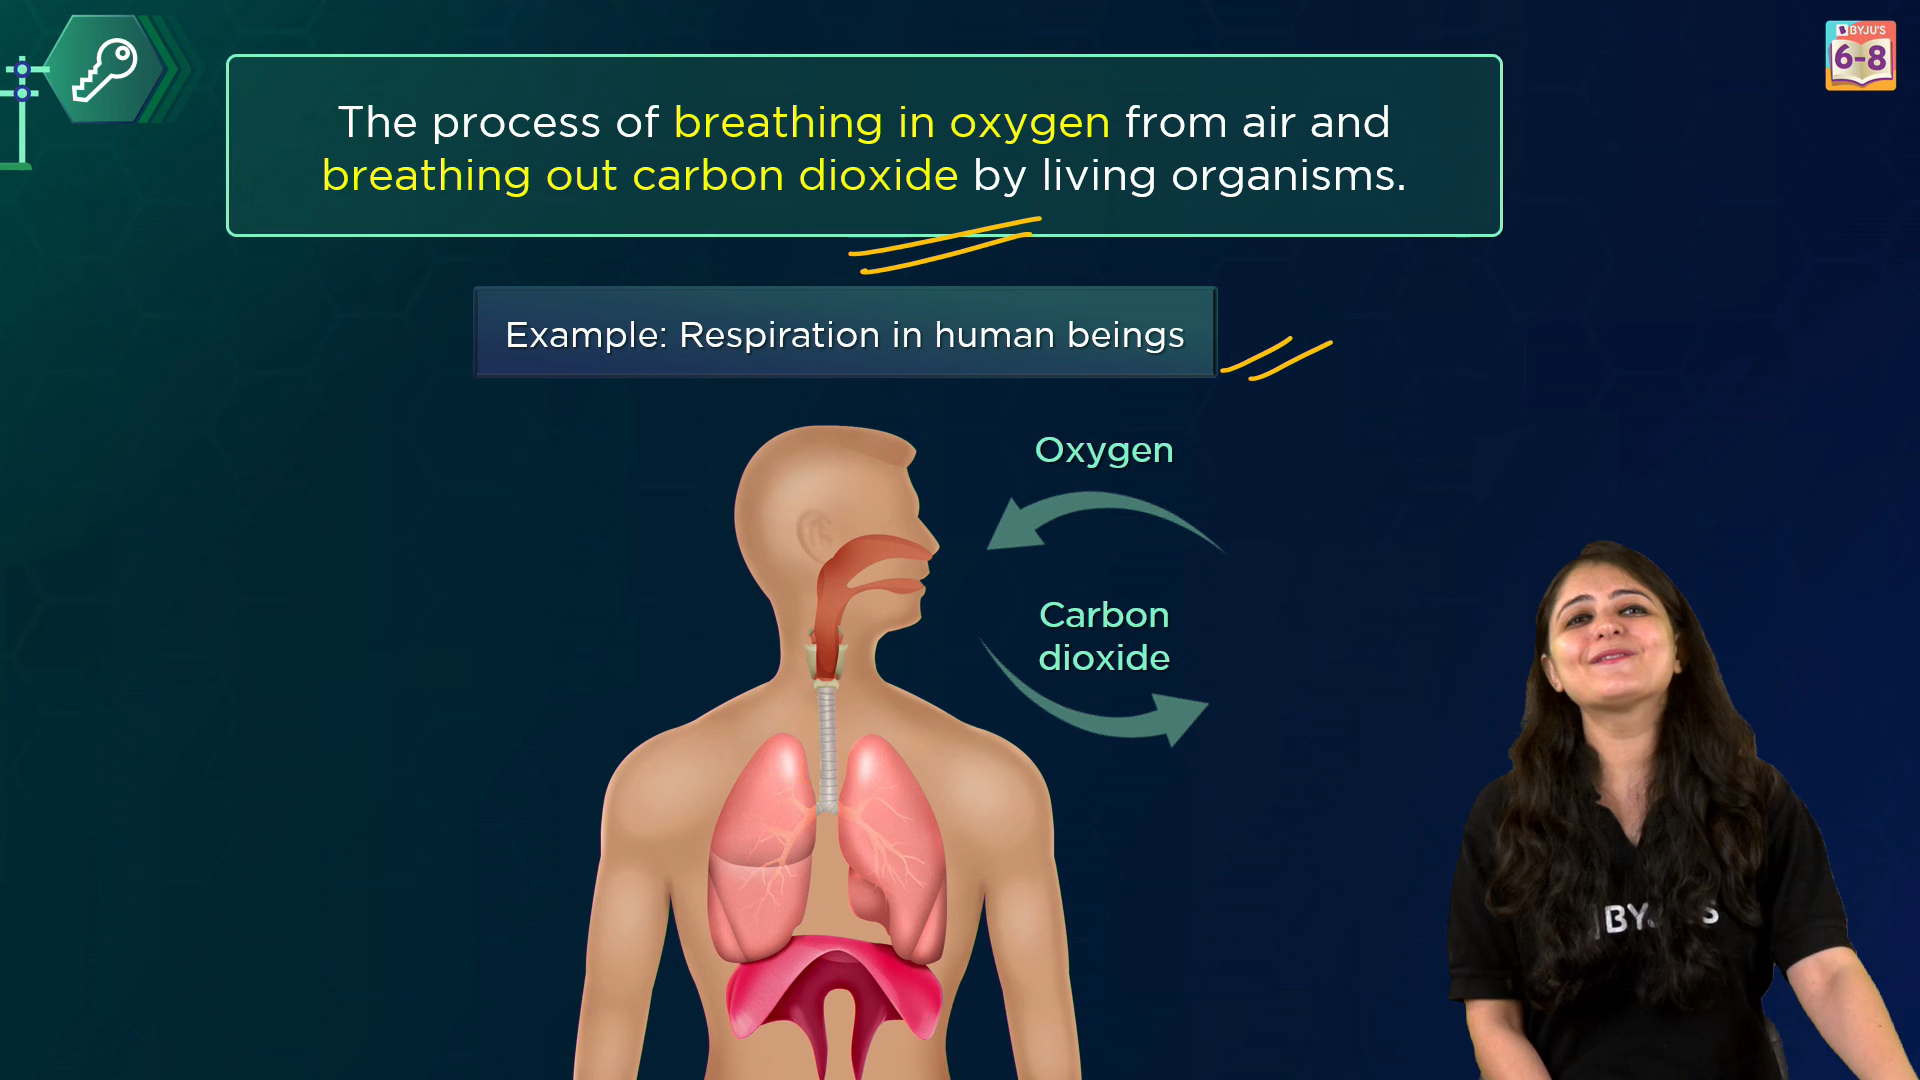 BYJU'S
6-8
The process of breathing in oxygen from air and
breathing out carbon dioxide by living organisms.
Example: Respiration in human beings
Oxygen
Carbon
dioxide